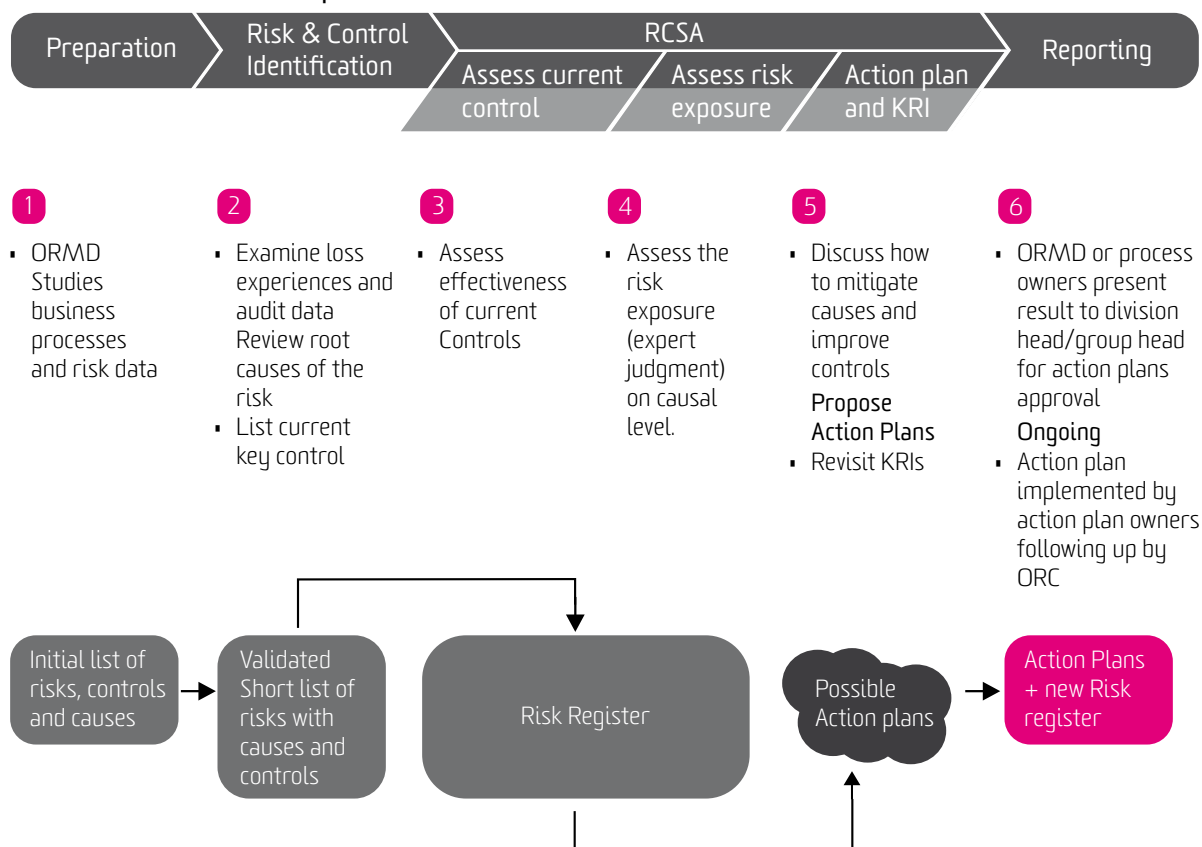 Preparation
Risk & Control
Identification
RCSA
Assess current
control
Assess risk
exposure
Action plan
and KRI
Reporting
1
▪ ORMD
Studies
business
processes
and risk data
2
▪ Examine loss
experiences and
audit data
Review root
causes of the
risk
▪ List current
key control
3
▪ Assess
effectiveness
of current
Controls
4
▪ Assess the
risk
exposure
(expert
judgment)
on causal
level.
5
▪ Discuss how
to mitigate
causes and
improve
controls
Propose
Action Plans
▪ Revisit KRIs
6
▪ ORMD or process
owners present
result to division
head/group head
for action plans
approval
Ongoing
▪ Action plan
implemented by
action plan owners
following up by
ORC
Initial list of
risks, controls
and causes
Validated
Short list of
risks with
causes and
controls
Risk Register
Possible
Action plans
Action Plans
+ new Risk
register